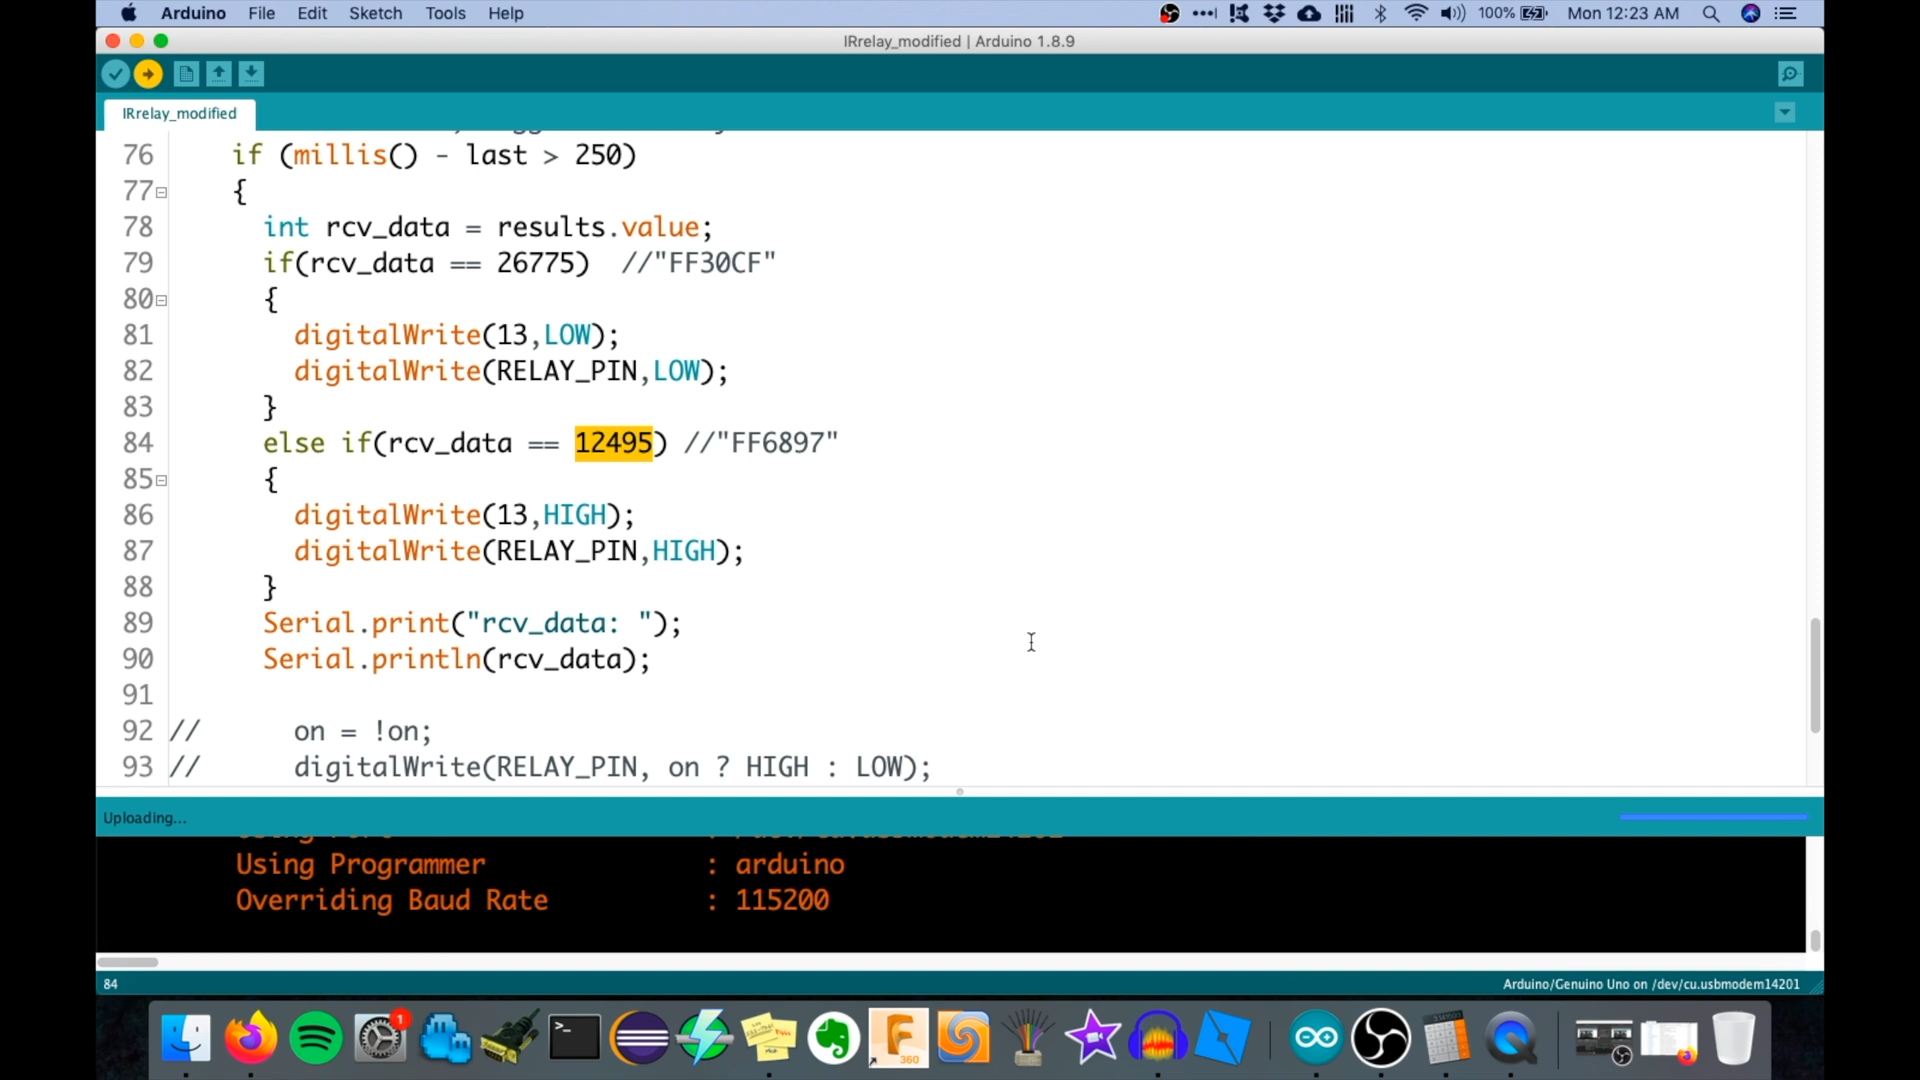 Arduino File Edit Sketch Tools Help 100% Mon 12:23 AM
IRrelay_modified | Arduino 1.8.9
IRrelay_modified
76 if (millis() - last > 250)
77 {
78 int rcv_data = results.value;
79 if(rcv_data == 26775) //"FF30CF"
80 {
81 digitalWrite(13,LOW);
82 digitalWrite(RELAY_PIN,LOW);
83 }
84 else if(rcv_data == 12495) //"FF6897"
85 {
86 digitalWrite(13,HIGH);
87 digitalWrite(RELAY_PIN,HIGH);
88 }
89 Serial.print("rcv_data: ");
90 Serial.println(rcv_data);
91
92 // on = !on;
93 // digitalWrite(RELAY_PIN, on ? HIGH : LOW);
Uploading...
Using Programmer : arduino
Overriding Baud Rate : 115200
84 Arduino/Genuino Uno on /dev/cu.usbmodem14201
1
360